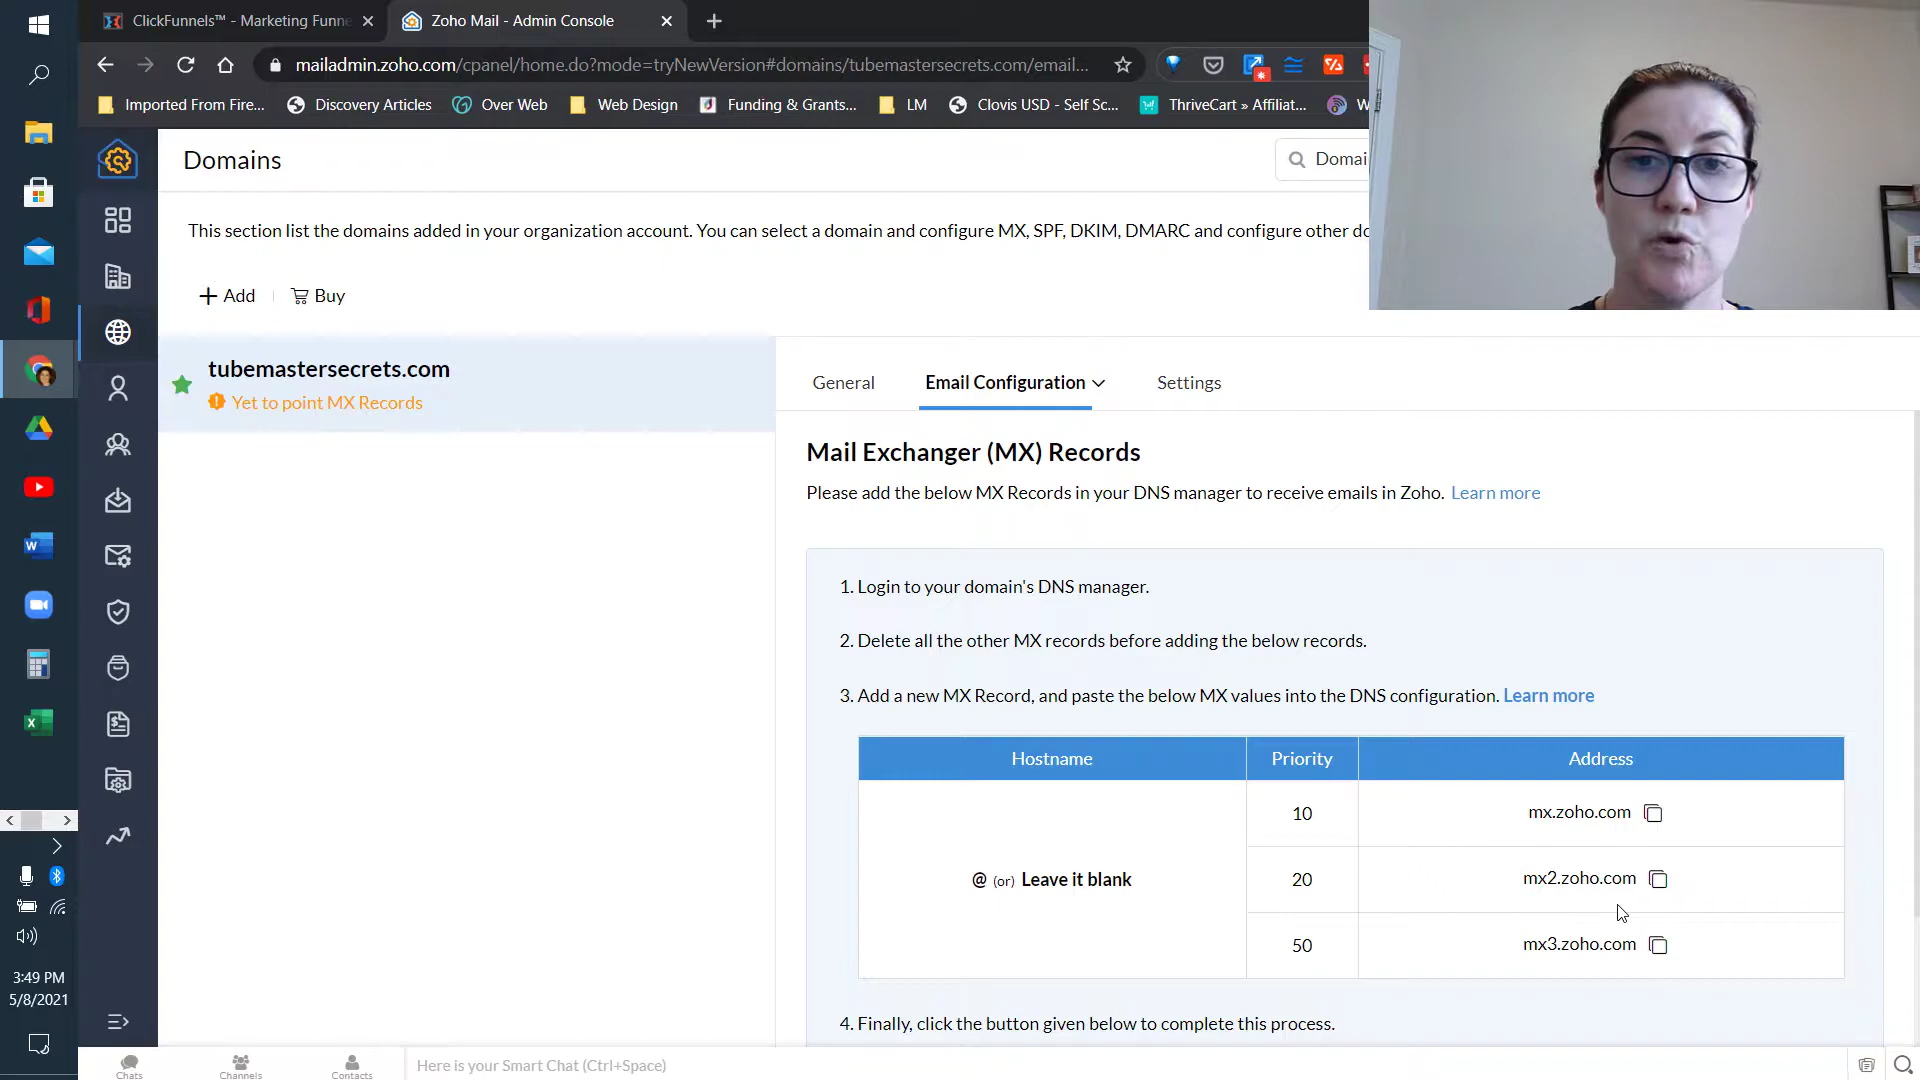 ClickFunnels™ - Marketing Funne
Zoho Mail - Admin Console
mailadmin.zoho.com/cpanel/home.do?mode=tryNewVersion#domains/tubemastersecrets.com/email...
Imported From Fire...
Discovery Articles
Over Web
Web Design
Funding & Grants...
LM
Clovis USD - Self Sc...
ThriveCart » Affiliat...
W
Domains
Domai
This section list the domains added in your organization account. You can select a domain and configure MX, SPF, DKIM, DMARC and configure other do
Add
Buy
tubemastersecrets.com
Yet to point MX Records
General
Email Configuration
Settings
Mail Exchanger (MX) Records
Please add the below MX Records in your DNS manager to receive emails in Zoho. Learn more
1. Login to your domain's DNS manager.
2. Delete all the other MX records before adding the below records.
3. Add a new MX Record, and paste the below MX values into the DNS configuration. Learn more
Hostname Priority Address
10 mx.zoho.com
@ (or) Leave it blank 20 mx2.zoho.com
50 mx3.zoho.com
4. Finally, click the button given below to complete this process.
3:49 PM
5/8/2021
Chats
Channels
Contacts
Here is your Smart Chat (Ctrl+Space)